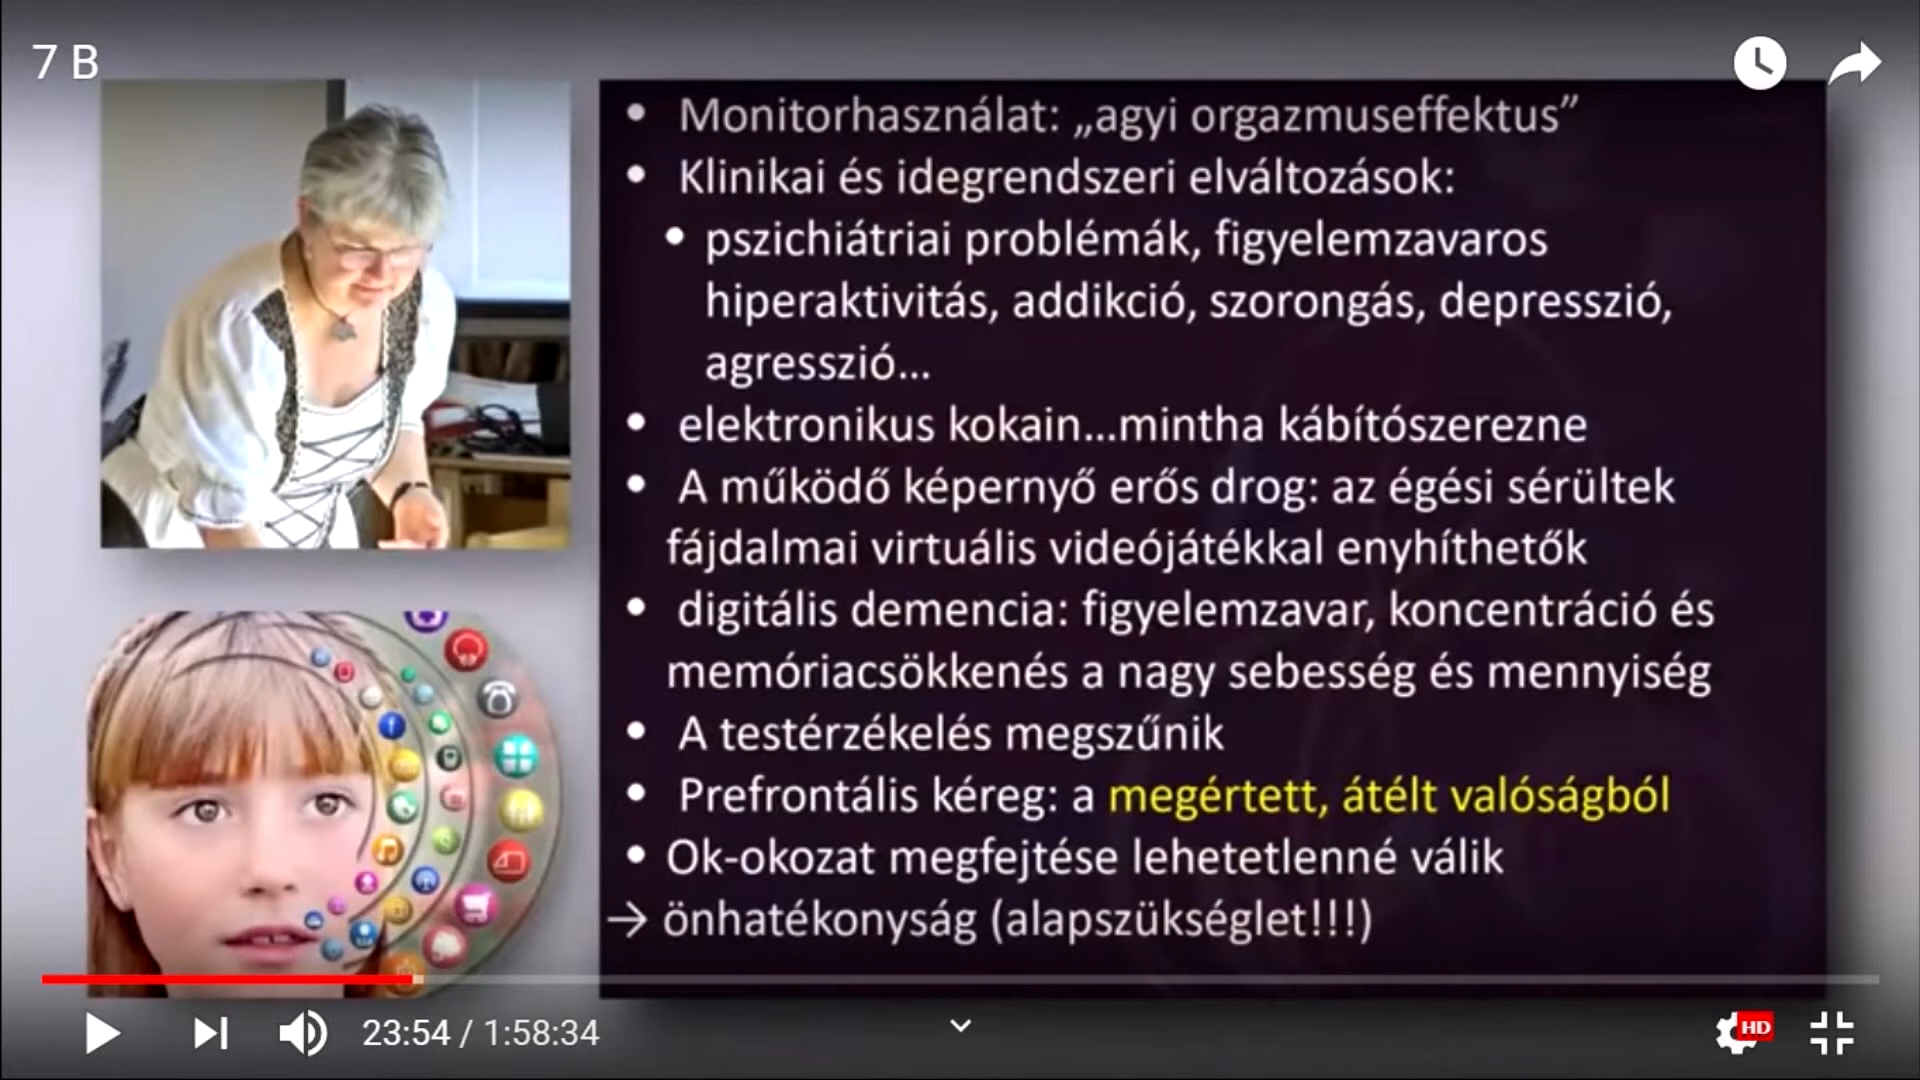 7 B
• Monitorhasználat: „agyi orgazmuseffektus”
• Klinikai és idegrendszeri elváltozások:
• pszichiátriai problémák, figyelemzavaros
hiperaktivitás, addikció, szorongás, depresszió,
agresszió...
• elektronikus kokain...mintha kábítószerezne
• A működő képernyő erős drog: az égési sérültek
fájdalmai virtuális videójátékkal enyhíthetők
• digitális demencia: figyelemzavar, koncentráció és
memóriacsökkenés a nagy sebesség és mennyiség
• A testérzékelés megszűnik
• Prefrontális kéreg: a megértett, átélt valóságból
• Ok-okozat megfejtése lehetetlenné válik
→ önhatékonyság (alapszükséglet!!!)
23:54 / 1:58:34
HD